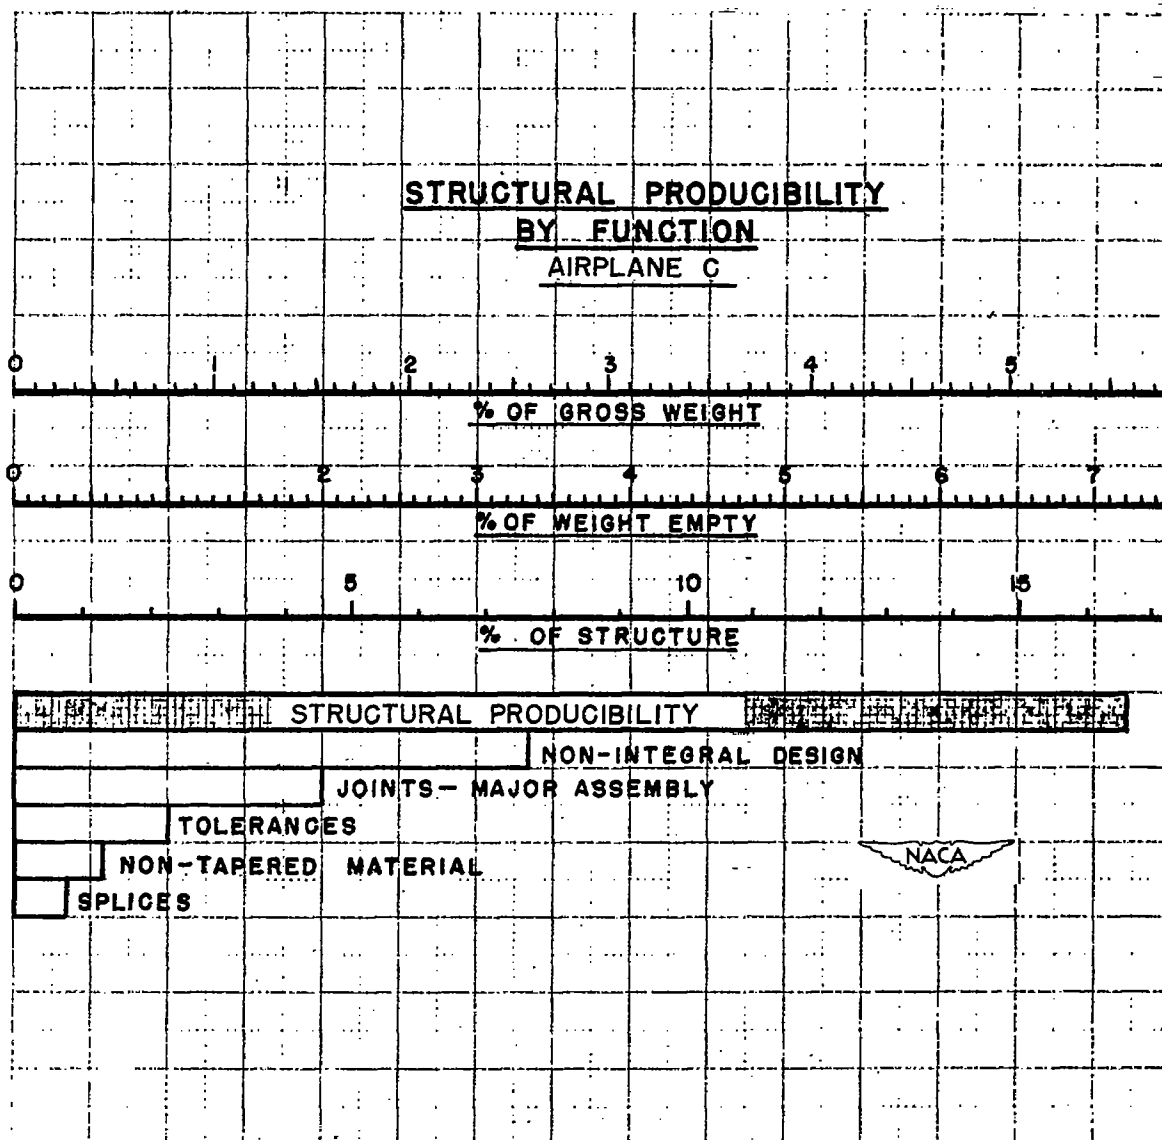 STRUCTURAL PRODUCIBILITY
BY FUNCTION
AIRPLANE C
0 1 2 3 4 5
% OF GROSS WEIGHT
0 2 3 4 5 6 7
% OF WEIGHT EMPTY
0 5 10 15
% OF STRUCTURE
STRUCTURAL PRODUCIBILITY
NON-INTEGRAL DESIGN
JOINTS— MAJOR ASSEMBLY
TOLERANCES
NON-TAPERED MATERIAL
NACA
SPLICES